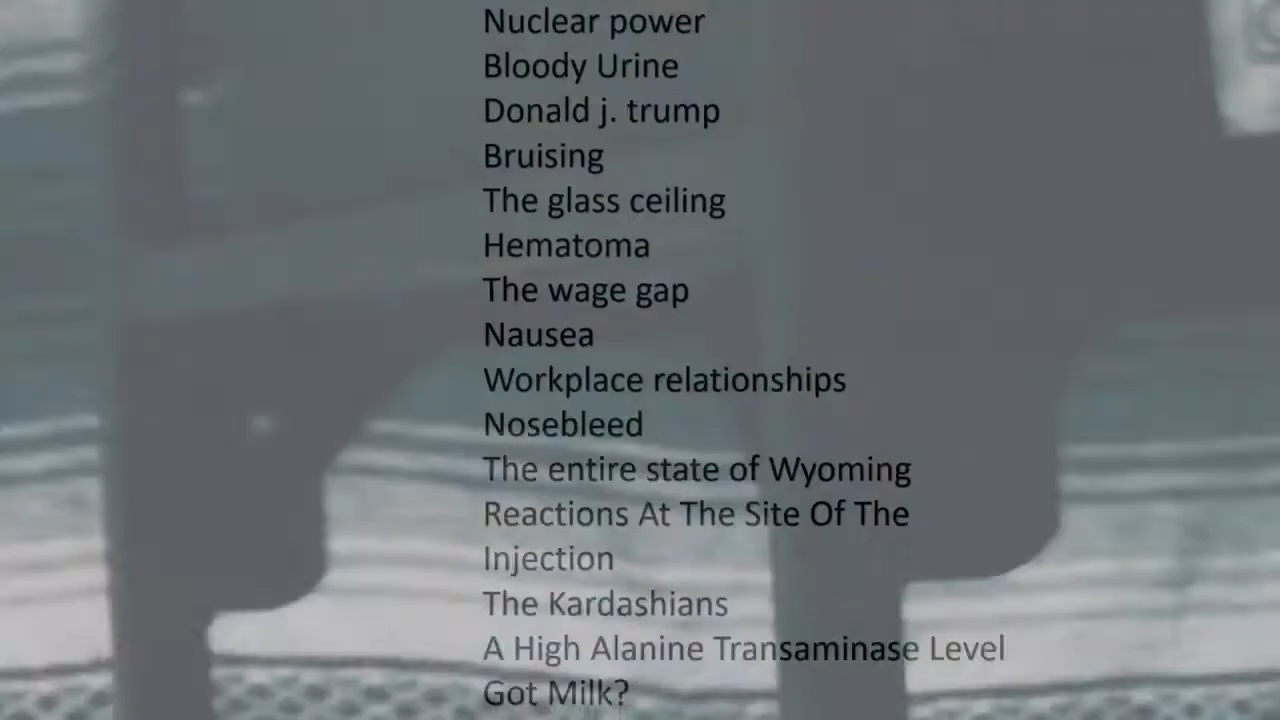 Nuclear power
Bloody Urine
Donald j. trump
Bruising
The glass ceiling
Hematoma
The wage gap
Nausea
Workplace relationships
Nosebleed
The entire state of Wyoming
Reactions At The Site Of The
Injection
The Kardashians
A High Alanine Transaminase Level
Got Milk?